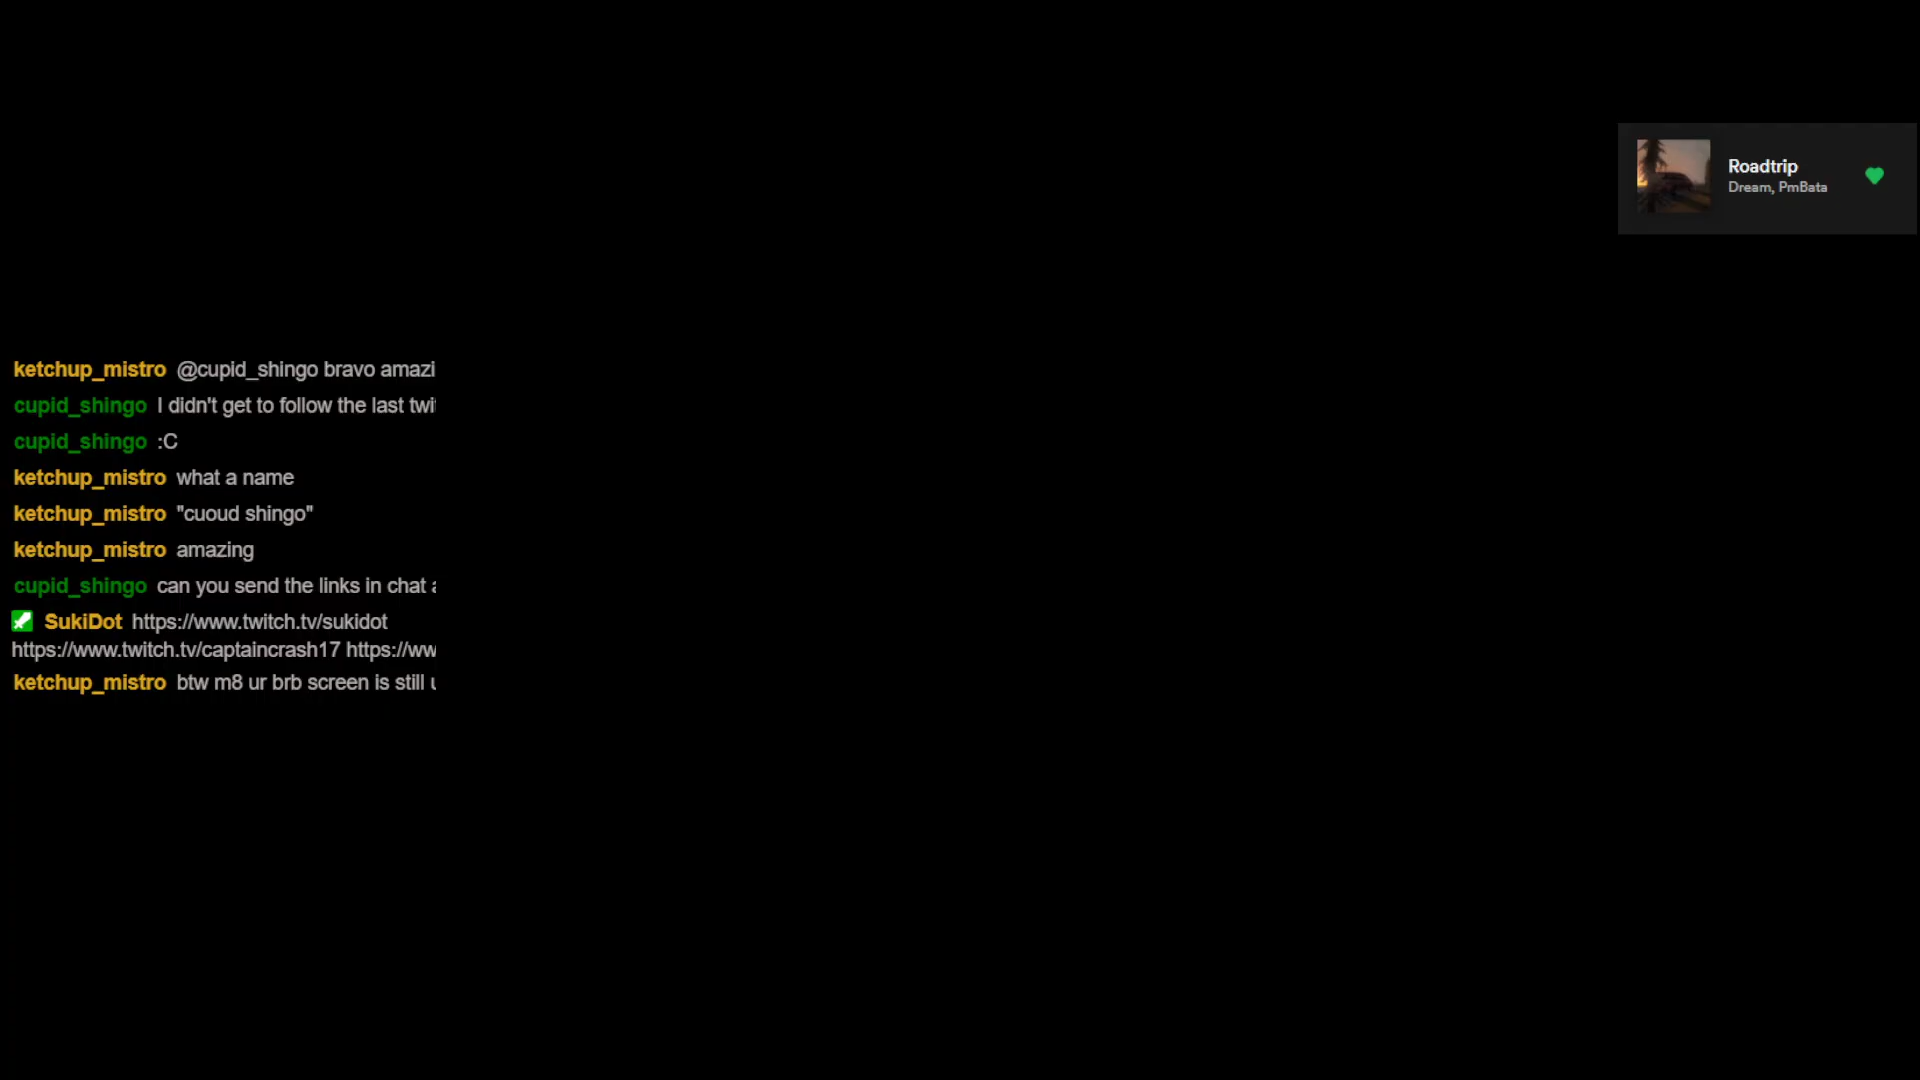 Roadtrip
Dream, PmBata
ketchup_mistro @cupid_shingo bravo amazi
cupid_shingo I didn't get to follow the last twi
cupid_shingo :C
ketchup_mistro what a name
ketchup_mistro "cuoud shingo"
ketchup_mistro amazing
cupid_shingo can you send the links in chat
SukiDot https://www.twitch.tv/sukidot
https://www.twitch.tv/captaincrash17 https://ww
ketchup_mistro btw m8 ur brb screen is still